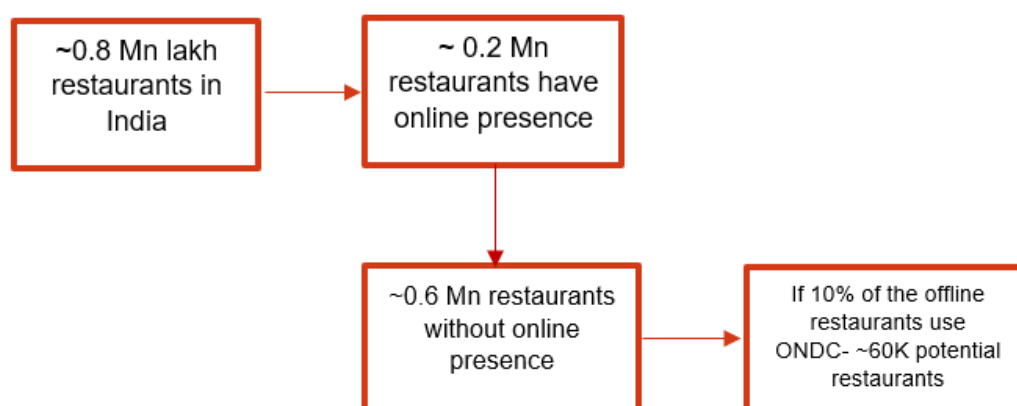 ~0.8 Mn lakh
restaurants in
India
~ 0.2 Mn
restaurants have
online presence
~0.6 Mn restaurants
without online
presence
If 10% of the offline
restaurants use
ONDC- ~60K potential
restaurants